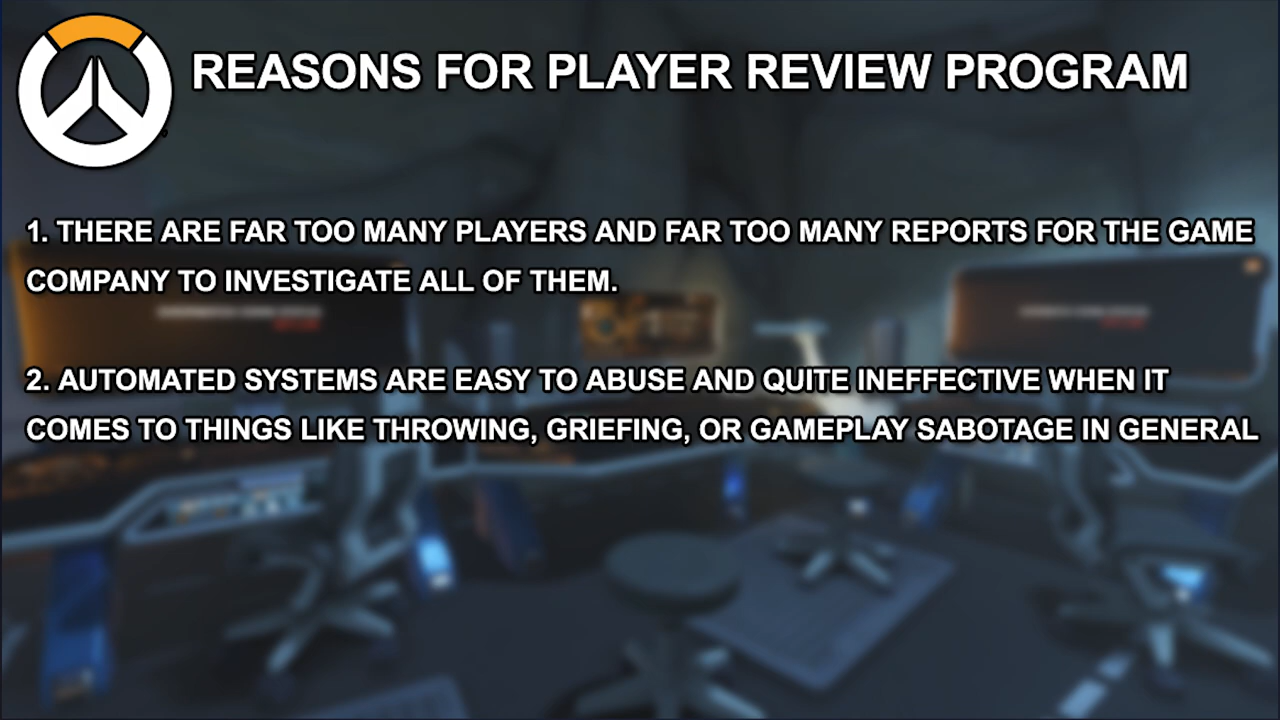 REASONS FOR PLAYER REVIEW PROGRAM
1. THERE ARE FAR TOO MANY PLAYERS AND FAR TOO MANY REPORTS FOR THE GAME
COMPANY TO INVESTIGATE ALL OF THEM.
2. AUTOMATED SYSTEMS ARE EASY TO ABUSE AND QUITE INEFFECTIVE WHEN IT
COMES TO THINGS LIKE THROWING, GRIEFING, OR GAMEPLAY SABOTAGE IN GENERAL